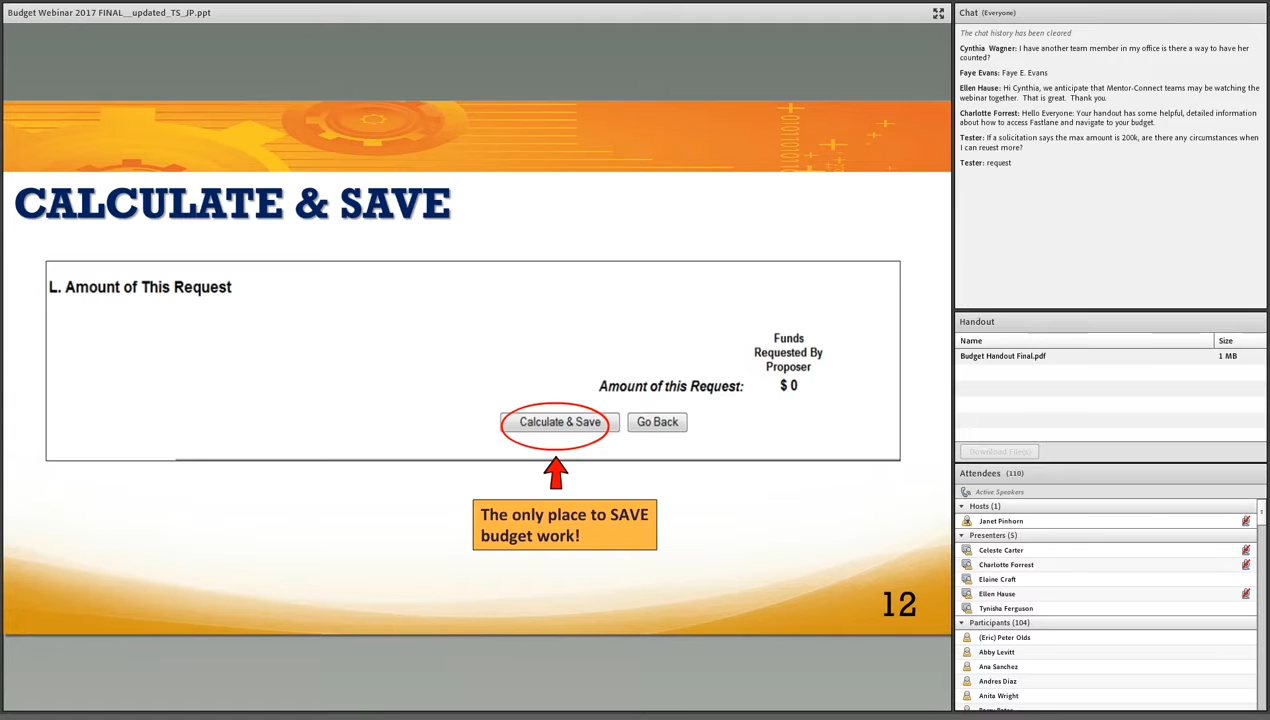 Budget Webinar 2017 FINAL__updated_TS_JP.ppt
CALCULATE & SAVE
L. Amount of This Request
Funds
Requested By
Proposer
Amount of this Request: $ 0
Calculate & Save Go Back
The only place to SAVE
budget work!
12
Chat (Everyone)
The chat history has been cleared
Cynthia Wagner: I have another team member in my office is there a way to have her
counted?
Faye Evans: Faye E. Evans
Ellen Hause: Hi Cynthia, we anticipate that Mentor-Connect teams may be watching the
webinar together. That is great. Thank you.
Charlotte Forrest: Hello Everyone: Your handout has some helpful, detailed information
about how to access Fastlane and navigate to your budget.
Tester: If a solicitation says the max amount is 200k, are there any circumstances when
I can reuest more?
Tester: request
Handout
Name Size
Budget Handout Final.pdf 1 MB
Download File(s)
Attendees (110)
Active Speakers
Hosts (1)
Janet Pinhorn
Presenters (5)
Celeste Carter
Charlotte Forrest
Elaine Craft
Ellen Hause
Tynisha Ferguson
Participants (104)
(Eric) Peter Olds
Abby Levitt
Ana Sanchez
Andres Diaz
Anita Wright